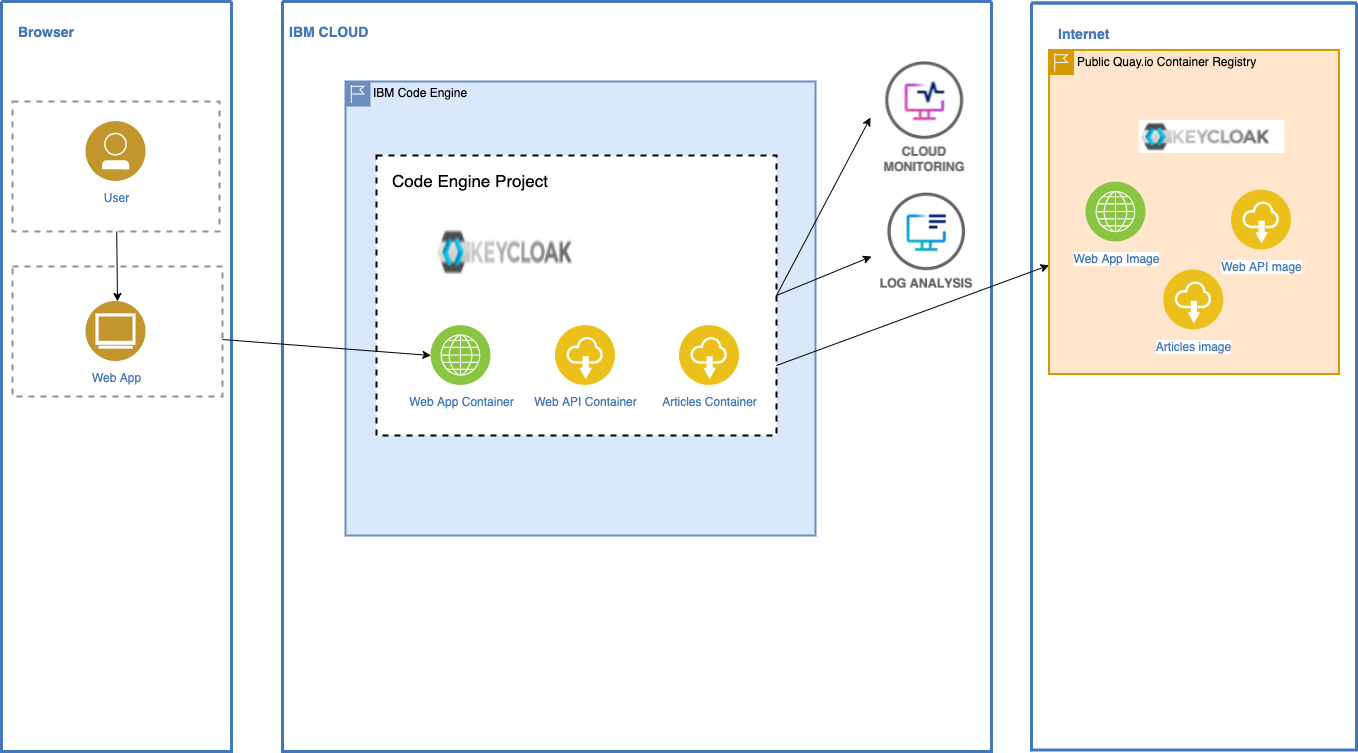 Browser
User
Web App
IBM CLOUD
IBM Code Engine
Code Engine Project
KEYCLOAK
Web App Container
Web API Container
Articles Container
CLOUD
MONITORING
LOG ANALYSIS
Internet
Public Quay.io Container Registry
KEYCLOAK
Web App Image
Web API mage
Articles image